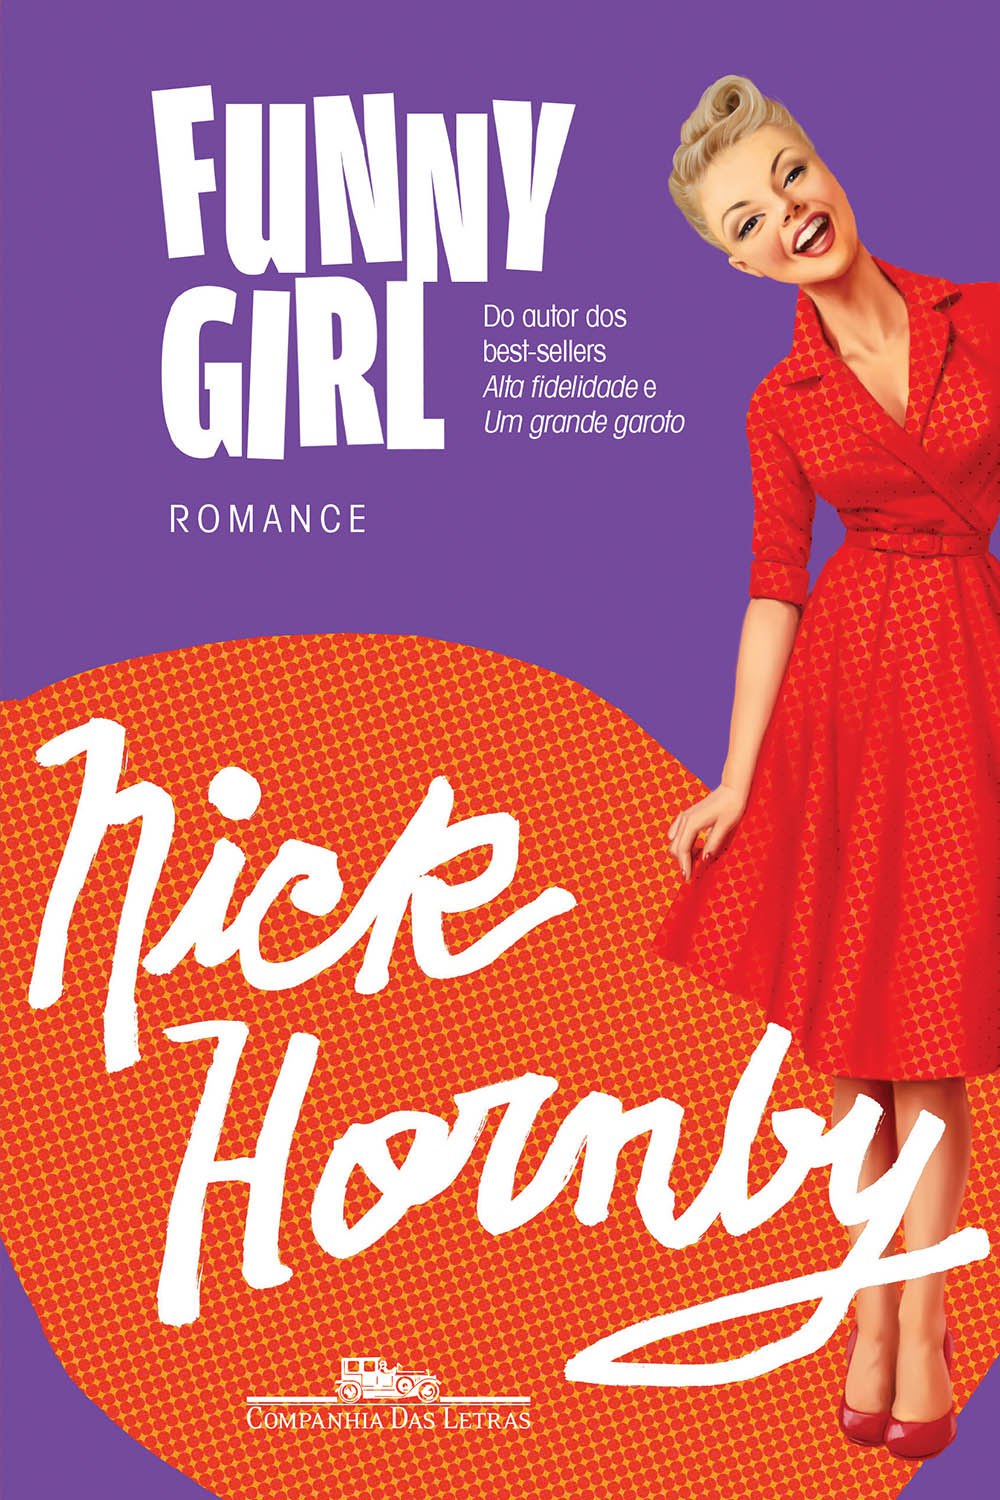 FUNNY
GIRL
Do autor dos
best-sellers
Alta fidelidade e
Um grande garoto
ROMANCE
Nick
Hornby
COMPANHIA DAS LETRAS